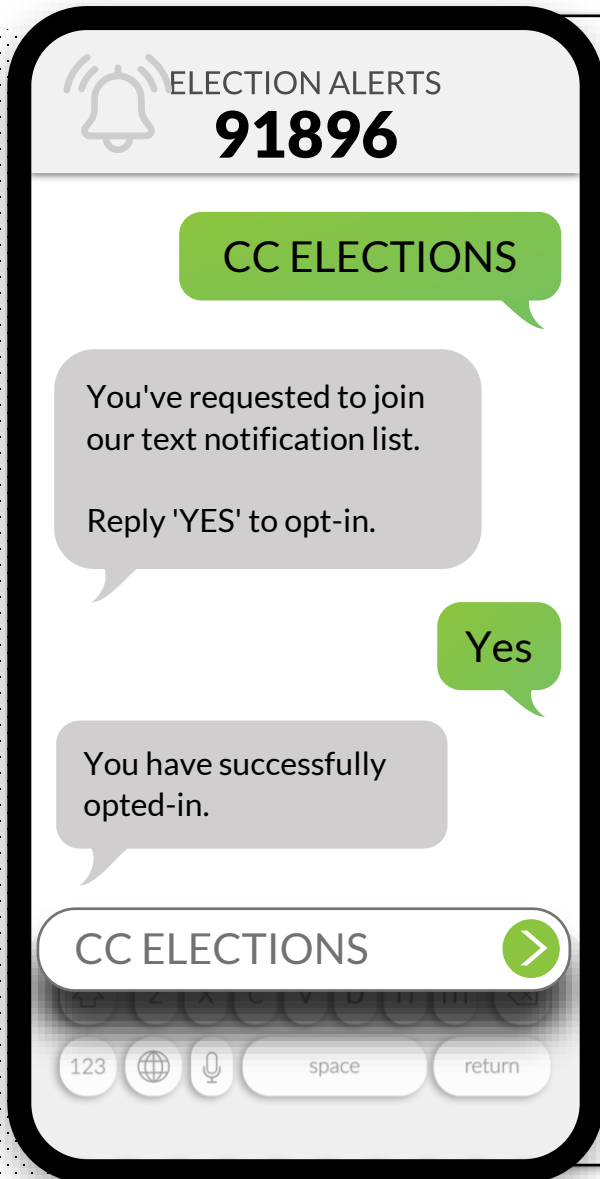 ELECTION ALERTS
91896
CC ELECTIONS
You've requested to join
our text notification list.
Reply 'YES' to opt-in.
Yes
You have successfully
opted-in.
CC ELECTIONS
z x c v b n m
123 space return